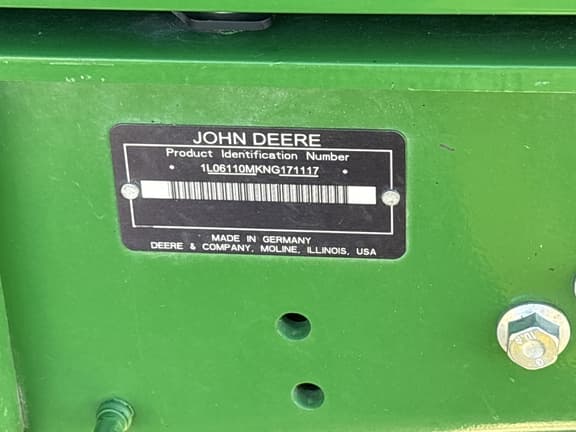 JOHN DEERE
Product Identification Number
*1L06110MKNG171117*
MADE IN GERMANY
DEERE & COMPANY, MOLINE, ILLINOIS, USA